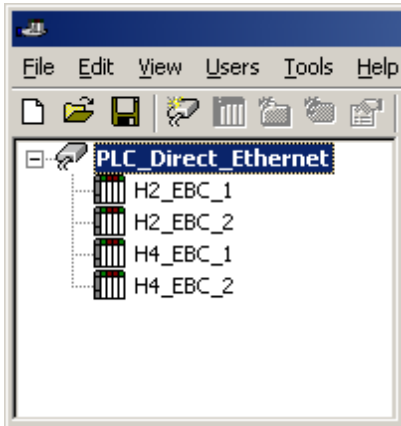 File Edit View Users Tools Help
PLC_Direct_Ethernet
H2_EBC_1
H2_EBC_2
H4_EBC_1
H4_EBC_2